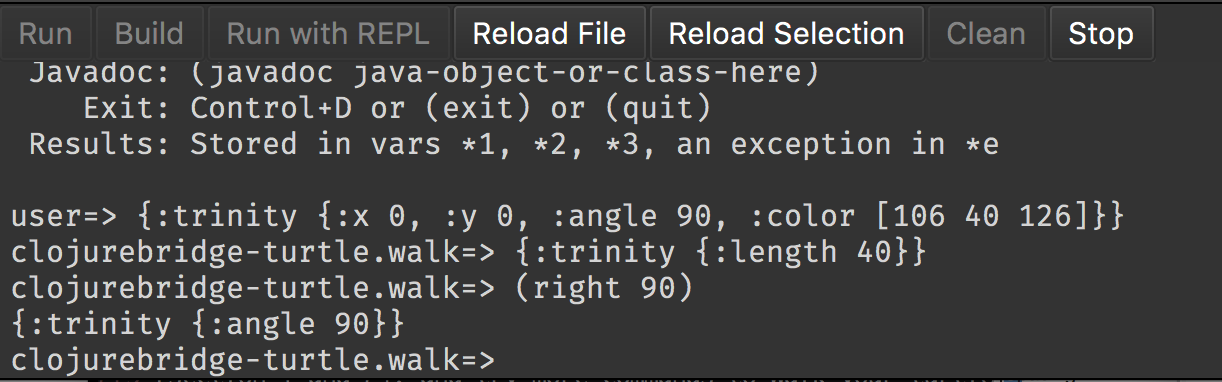 Run Build Run with REPL Reload File Reload Selection Clean Stop
Javadoc: (javadoc java-object-or-class-here)
Exit: Control+D or (exit) or (quit)
Results: Stored in vars *1, *2, *3, an exception in *e
user=> {:trinity {:x 0, :y 0, :angle 90, :color [106 40 126]}}
clojurebridge-turtle.walk=> {:trinity {:length 40}}
clojurebridge-turtle.walk=> (right 90)
{:trinity {:angle 90}}
clojurebridge-turtle.walk=>